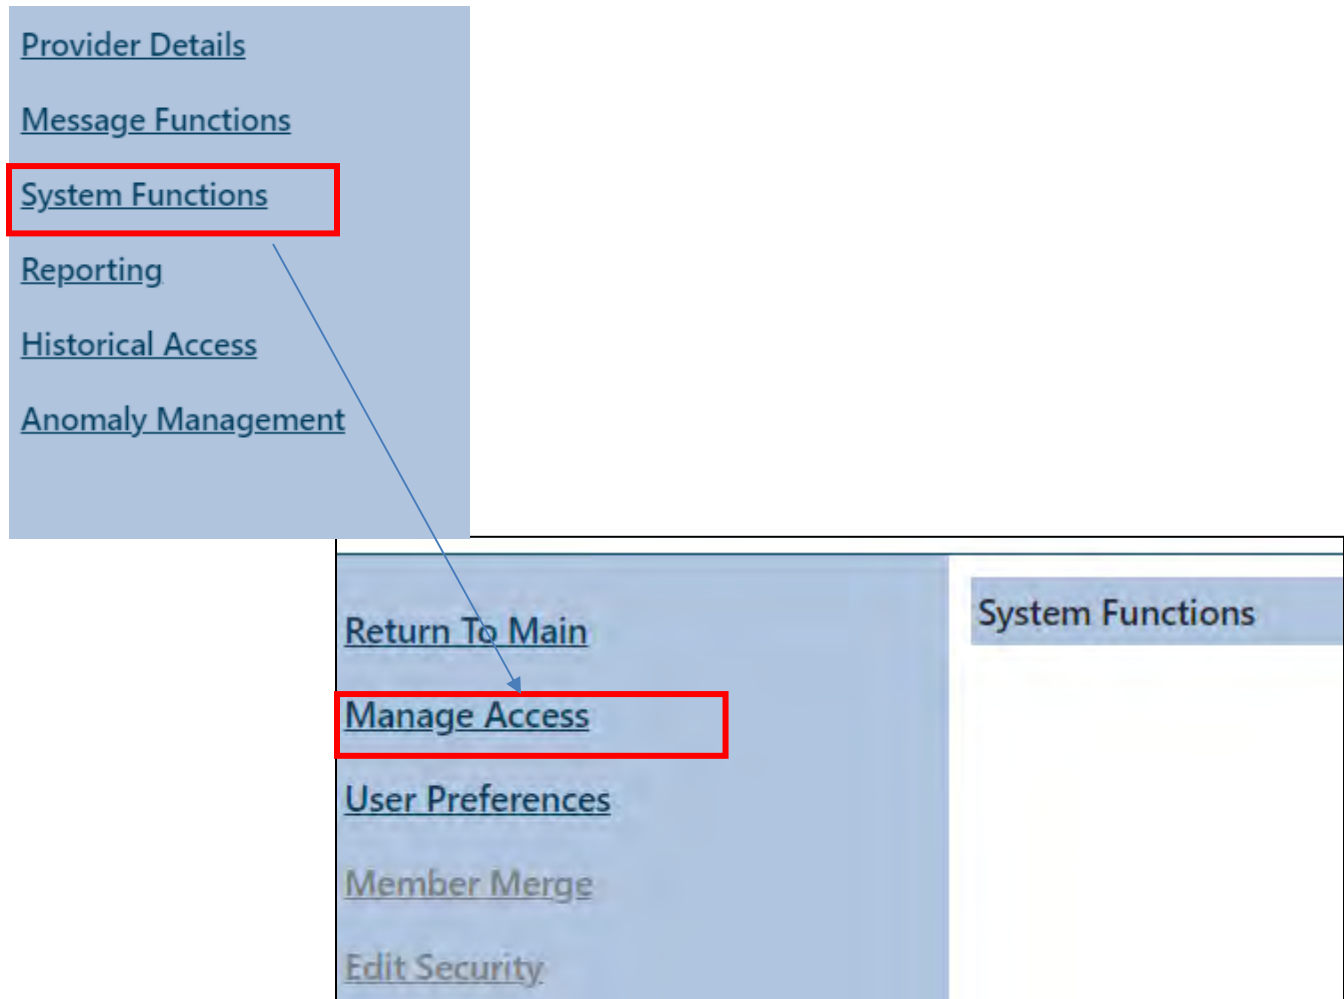 Provider Details
Message Functions
System Functions
Reporting
Historical Access
Anomaly Management
Return To Main
Manage Access
User Preferences
Member Merge
Edit Security
System Functions